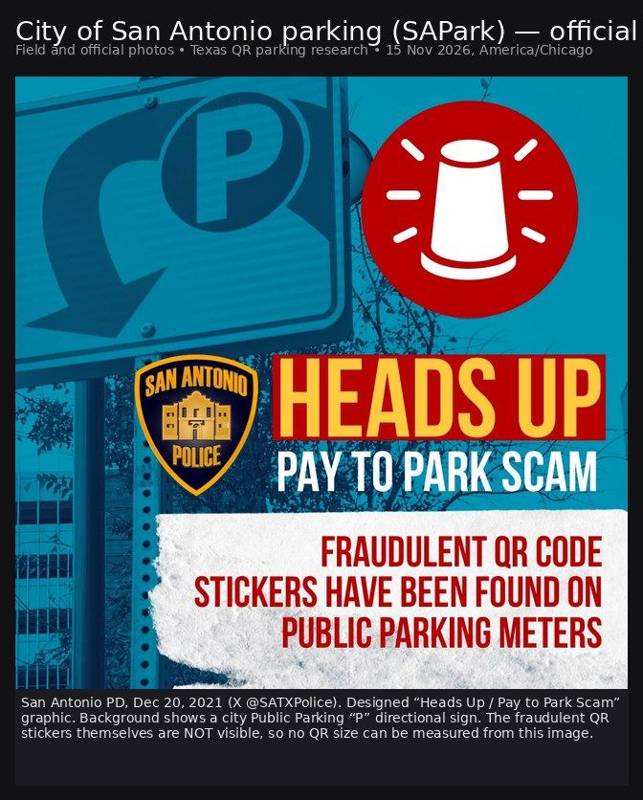 City of San Antonio parking (SAPark) — official
Field and official photos • Texas QR parking research • 15 Nov 2026, America/Chicago
P
SAN ANTONIO
POLICE
HEADS UP
PAY TO PARK SCAM
FRAUDULENT QR CODE
STICKERS HAVE BEEN FOUND ON
PUBLIC PARKING METERS
San Antonio PD, Dec 20, 2021 (X @SATXPolice). Designed “Heads Up / Pay to Park Scam”
graphic. Background shows a city Public Parking “P” directional sign. The fraudulent QR
stickers themselves are NOT visible, so no QR size can be measured from this image.